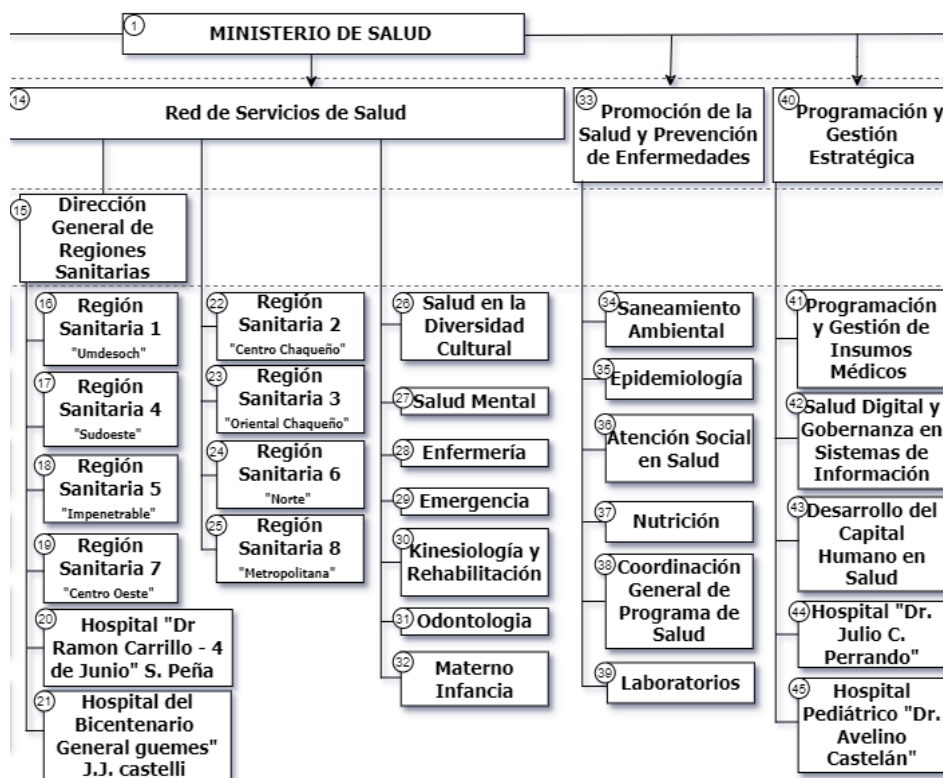 1
MINISTERIO DE SALUD
14
Red de Servicios de Salud
33
Promoción de la
Salud y Prevención
de Enfermedades
40
Programación y
Gestión
Estratégica
15
Dirección
General de
Regiones
Sanitarias
16
Región
Sanitaria 1
"Umdesoch"
17
Región
Sanitaria 4
"Sudoeste"
18
Región
Sanitaria 5
"Impenetrable"
19
Región
Sanitaria 7
"Centro Oeste"
20
Hospital "Dr
Ramon Carrillo - 4
de Junio" S. Peña
21
Hospital del
Bicentenario
General guemes"
J.J. castelli
22
Región
Sanitaria 2
"Centro Chaqueño"
23
Región
Sanitaria 3
"Oriental Chaqueño"
24
Región
Sanitaria 6
"Norte"
25
Región
Sanitaria 8
"Metropolitana"
26
Salud en la
Diversidad
Cultural
27
Salud Mental
28
Enfermería
29
Emergencia
30
Kinesiología y
Rehabilitación
31
Odontologia
32
Materno
Infancia
34
Saneamiento
Ambiental
35
Epidemiología
36
Atención Social
en Salud
37
Nutrición
38
Coordinación
General de
Programa de
Salud
39
Laboratorios
41
Programación
y Gestión de
Insumos
Médicos
42
Salud Digital y
Gobernanza en
Sistemas de
Información
43
Desarrollo del
Capital
Humano en
Salud
44
Hospital "Dr.
Julio C.
Perrando"
45
Hospital
Pediátrico "Dr.
Avelino
Castelán"